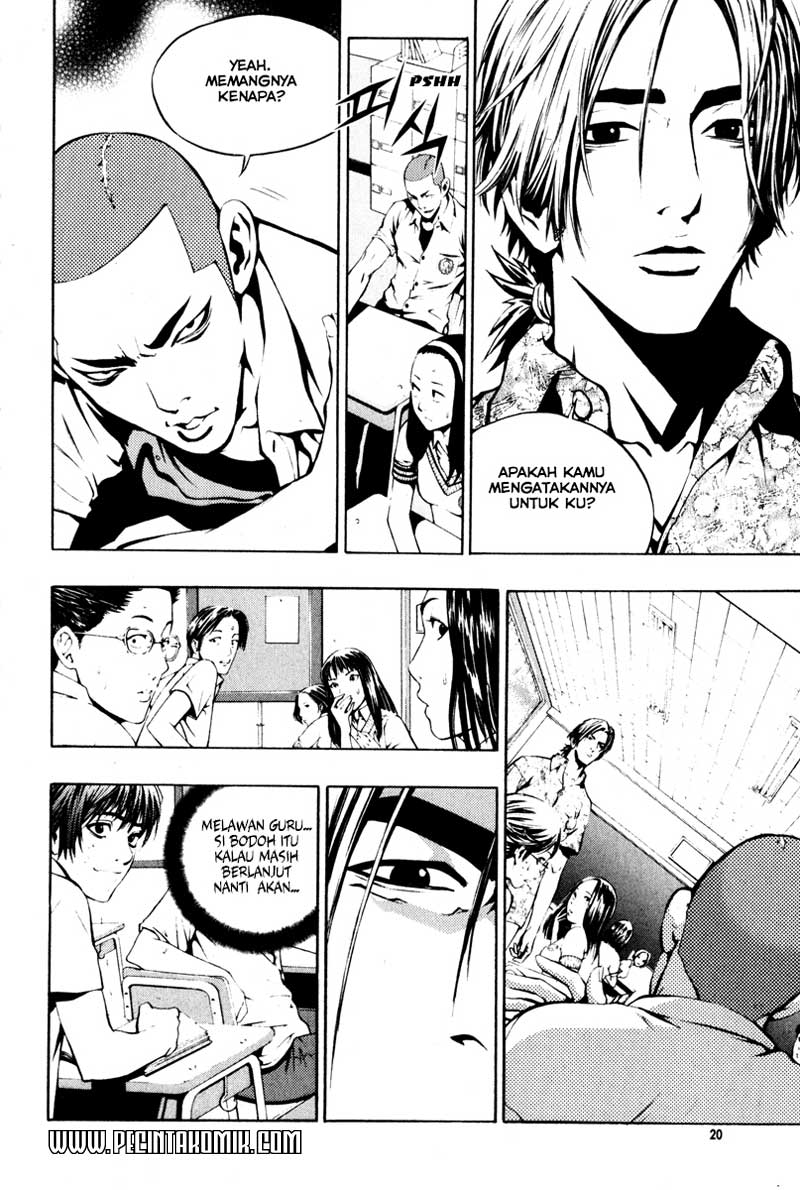 APAKAH KAMU
MENGATAKANNYA
UNTUK KU?
PSHH
YEAH.
MEMANGNYA
KENAPA?
MELAWAN GURU...
SI BODOH ITU
KALAU MASIH
BERLANJUT
NANTI AKAN...
20
WWW.PECINTAKOMIK.COM